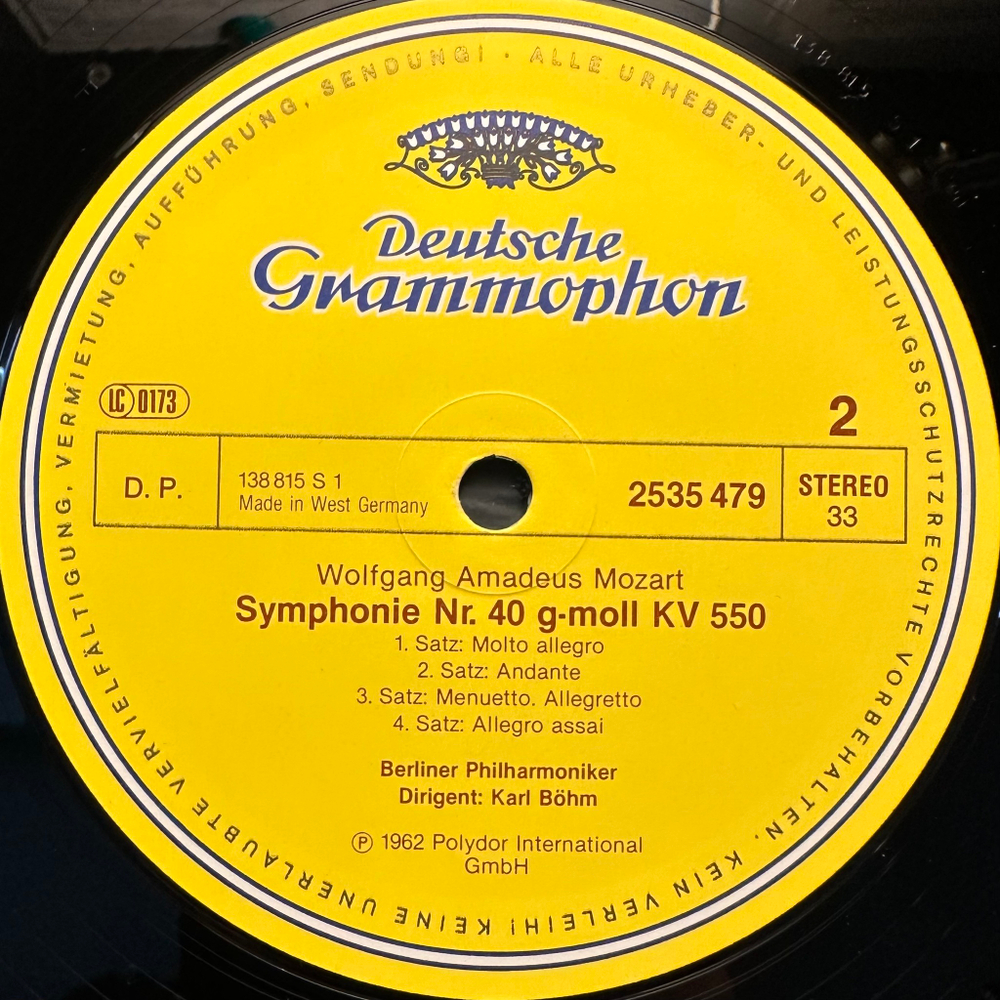 ALLE URHEBER- UND LEISTUNGSSCHUTZRECHTE VORBEHALTEN. KEIN VERLEIH! KEINE UNERLAUBTE VERVIELFÄLTIGUNG, VERMIETUNG, AUFFÜHRUNG, SENDUNG! ·
Deutsche
Grammophon
LC 0173
2
D. P.
138 815 S 1
Made in West Germany
2535 479
STEREO
33
Wolfgang Amadeus Mozart
Symphonie Nr. 40 g-moll KV 550
1. Satz: Molto allegro
2. Satz: Andante
3. Satz: Menuetto. Allegretto
4. Satz: Allegro assai
Berliner Philharmoniker
Dirigent: Karl Böhm
℗ 1962 Polydor International
GmbH